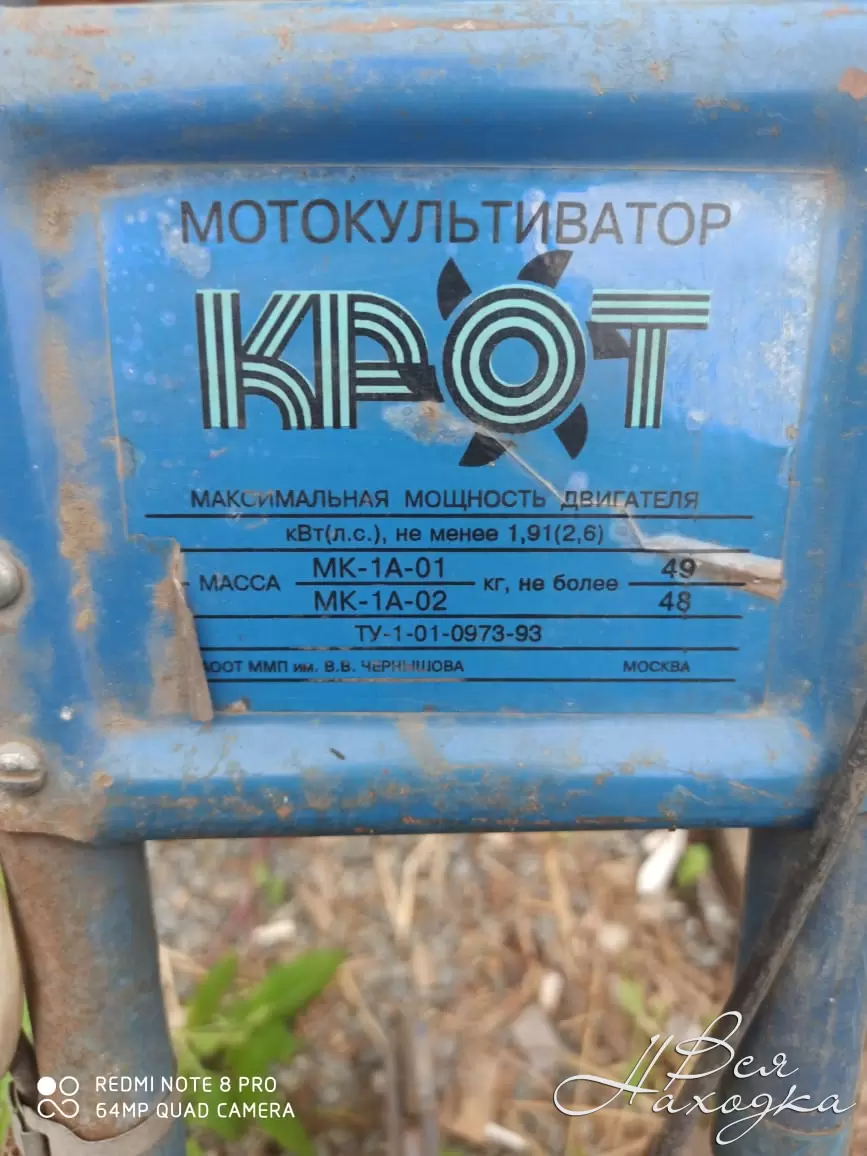 МОТОКУЛЬТИВАТОР
КРОТ
МАКСИМАЛЬНАЯ МОЩНОСТЬ ДВИГАТЕЛЯ
кВт(л.с.), не менее 1,91(2,6)
МАССА МК-1А-01 кг, не более 49
МК-1А-02 48
ТУ-1-01-0973-93
АООТ ММП им. В.В. ЧЕРНЫШОВА МОСКВА
REDMI NOTE 8 PRO
64MP QUAD CAMERA
Вся
Находка